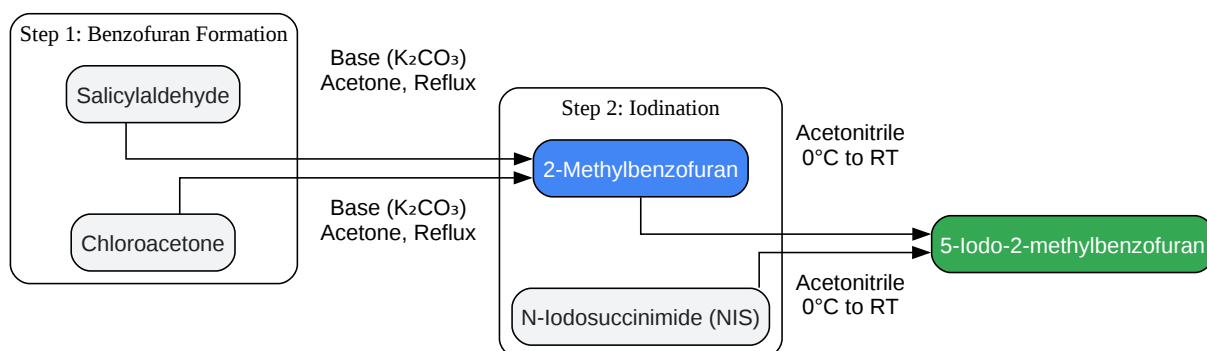 Step 1: Benzofuran Formation
Salicylaldehyde
Chloroacetone
Base (K₂CO₃)
Acetone, Reflux
Base (K₂CO₃)
Acetone, Reflux
Step 2: Iodination
2-Methylbenzofuran
N-Iodosuccinimide (NIS)
Acetonitrile
0°C to RT
Acetonitrile
0°C to RT
5-Iodo-2-methylbenzofuran